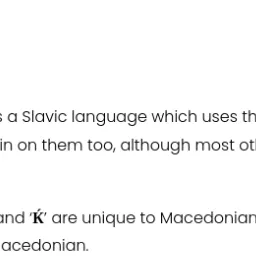 s a Slavic language which uses th
in on them too, although most ot
and ‘Ḱ’ are unique to Macedonian
acedonian.